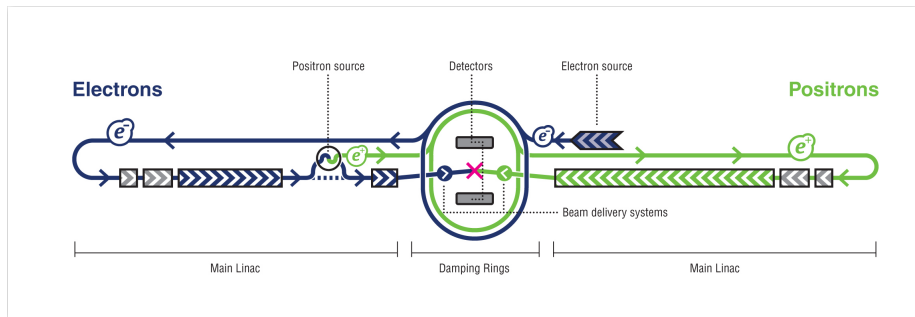 Positron source
Detectors
Electron source
Electrons
Positrons
e-
e-
e+
e+
Beam delivery systems
Main Linac
Damping Rings
Main Linac